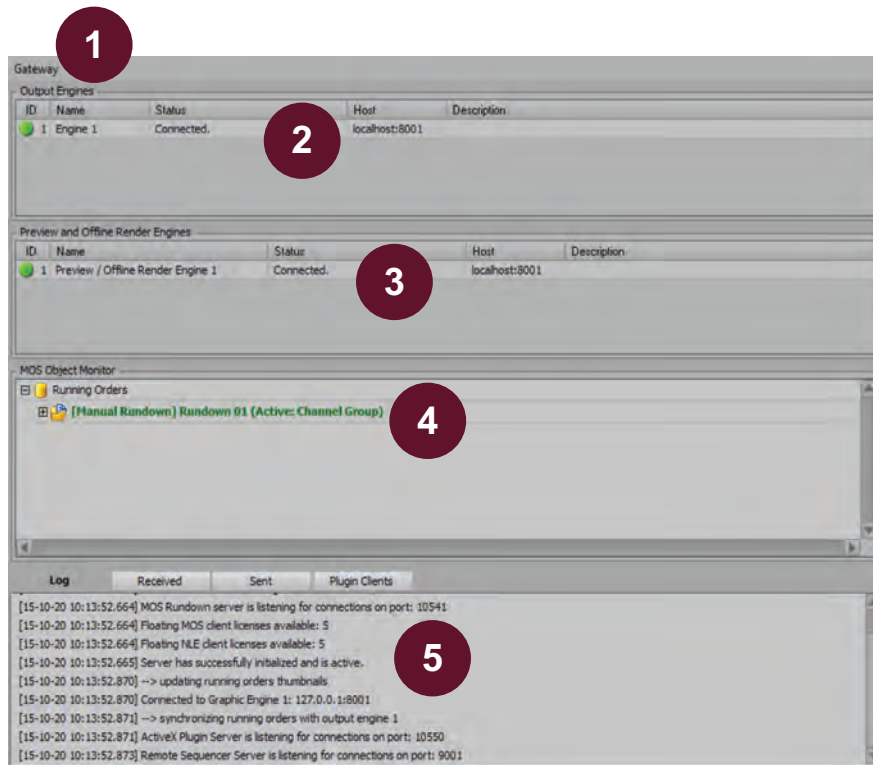 1
Gateway
Output Engines
ID Name Status Host Description
1 Engine 1 Connected. localhost:8001
2
Preview and Offline Render Engines
ID Name Status Host Description
1 Preview / Offline Render Engine 1 Connected. localhost:8001
3
MOS Object Monitor
Running Orders
[Manual Rundown] Rundown 01 (Active: Channel Group)
4
Log Received Sent Plugin Clients
[15-10-20 10:13:52.664] MOS Rundown server is listening for connections on port: 10541
[15-10-20 10:13:52.664] Floating MOS client licenses available: 5
[15-10-20 10:13:52.664] Floating NLE client licenses available: 5
[15-10-20 10:13:52.665] Server has successfully initialized and is active.
5
[15-10-20 10:13:52.870] --> updating running orders thumbnails
[15-10-20 10:13:52.870] Connected to Graphic Engine 1: 127.0.0.1:8001
[15-10-20 10:13:52.871] --> synchronizing running orders with output engine 1
[15-10-20 10:13:52.871] ActiveX Plugin Server is listening for connections on port: 10550
[15-10-20 10:13:52.873] Remote Sequencer Server is listening for connections on port: 9001